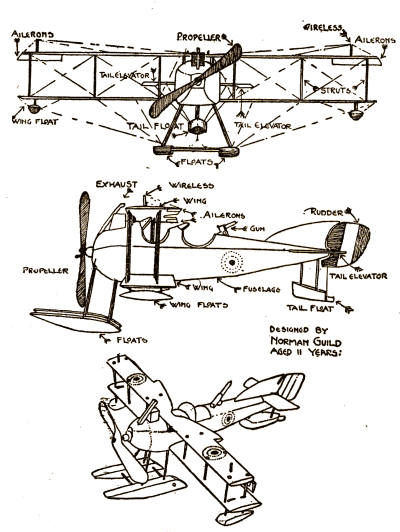 AILERONS
PROPELLER
WIRELESS
AILERONS
TAIL ELEVATOR
STRUTS
WING FLOAT
TAIL FLOAT
TAIL ELEVATOR
FLOATS
EXHAUST
WIRELESS
WING
AILERONS
GUN
RUDDER
PROPELLER
WING
FUSELAGE
TAIL ELEVATOR
WING FLOATS
TAIL FLOAT
FLOATS
DESIGNED BY
NORMAN GUILD
AGED 11 YEARS: